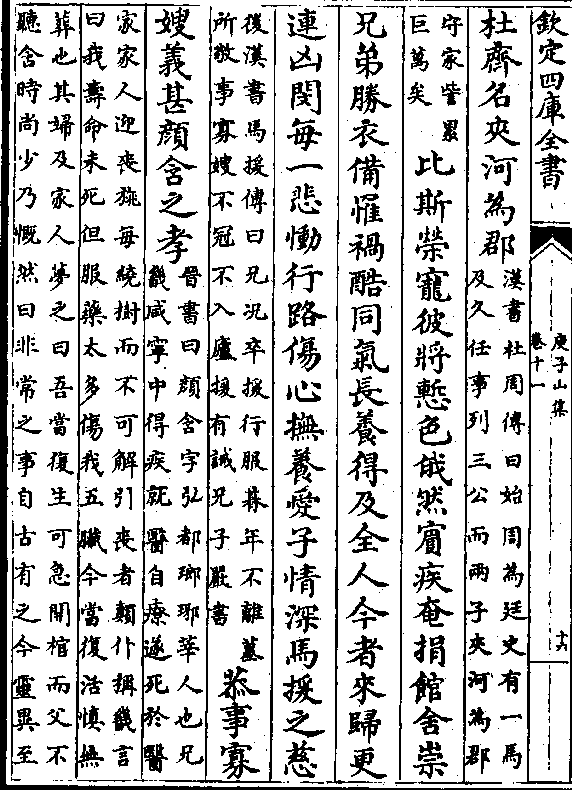 欽定四庫全書
庾子山集
卷十一
十六
杜齊名夾河為郡
漢書杜周傳曰始周為廷史有一馬
及久任事列三公而兩子夾河為郡
守家訾累
巨萬矣
比斯榮寵彼將慙色俄然賔疾奄捐館舍崇
兄弟勝衣備罹禍酷同氣長養得及全人今者來歸更
連凶閔每一悲慟行路傷心撫養愛子情深馬援之慈
後漢書馬援傳曰兄況卒援行服朞年不離墓
所敬事寡嫂不冠不入廬援有誡兄子嚴書
恭事寡
嫂義甚顔含之孝
晉書曰顔含字弘都瑯琊莘人也兄
畿咸寧中得疾就醫自療遂死於醫
家家人迎喪旐每繞樹而不可解引喪者顛仆稱畿言
曰我壽命未死但服藥太多傷我五臟今當復活慎無
葬也其婦及家人夢之曰吾當復生可急開棺而父不
聽含時尚少乃慨然曰非常之事自古有之今靈異至